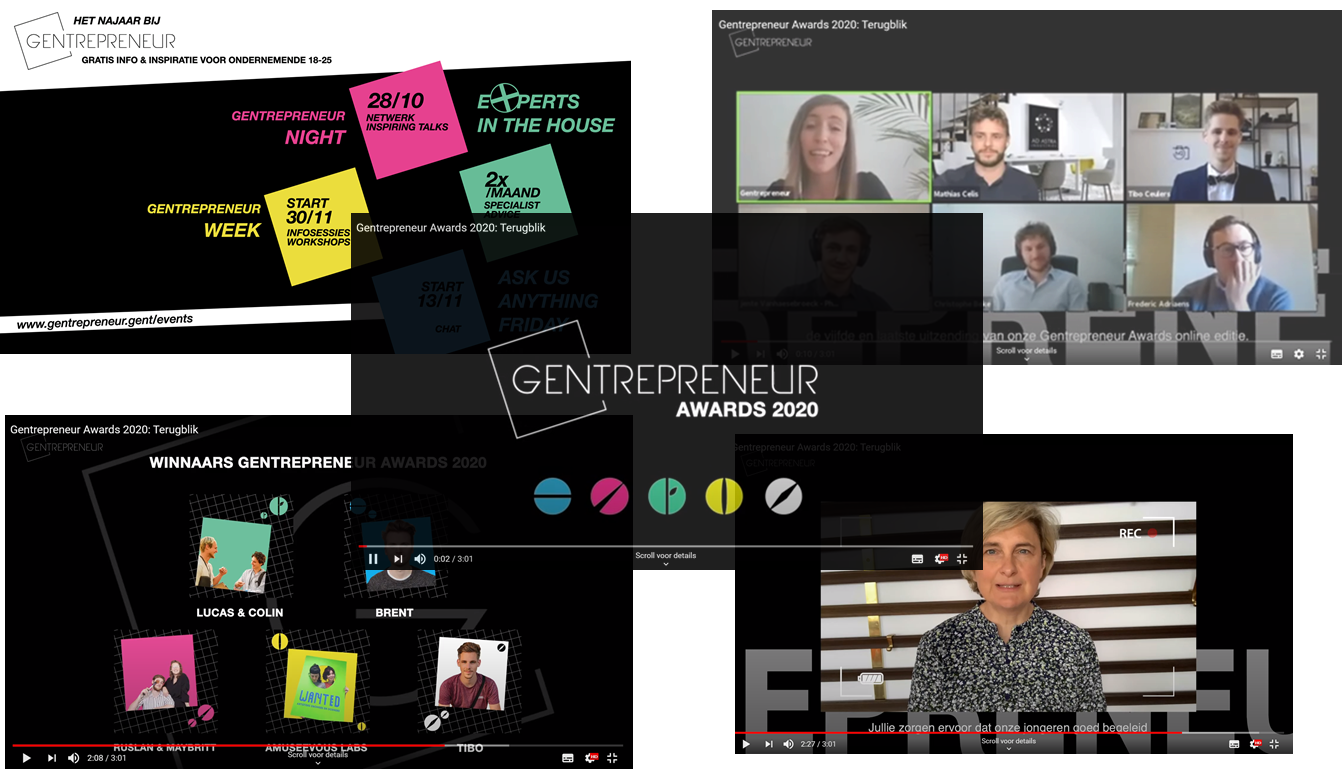 HET NAJAAR BIJ
GENTREPRENEUR
GRATIS INFO & INSPIRATIE VOOR ONDERNEMENDE 18-25
GENTREPRENEUR
NIGHT
28/10
NETWERK
INSPIRING TALKS
EXPERTS
IN THE HOUSE
GENTREPRENEUR
WEEK
START
30/11
INFOSESSIES
WORKSHOPS
2x
/MAAND
SPECIALIST
ADVICE
START
13/11
CHAT
ASK US
ANYTHING
FRIDAY
www.gentrepreneur.gent/events
Gentrepreneur Awards 2020: Terugblik
GENTREPRENEUR
Gentrepreneur
Mathias Celis
Tibo Ceulers
Frederic Adriaens
de vijfde en laatste uitzending van onze Gentrepreneur Awards online editie.
Scroll voor details
Gentrepreneur Awards 2020: Terugblik
GENTREPRENEUR
AWARDS 2020
Scroll voor details
0:02 / 3:01
Gentrepreneur Awards 2020: Terugblik
GENTREPRENEUR
WINNAARS GENTREPRENEUR AWARDS 2020
LUCAS & COLIN
BRENT
WANTED
RUSLAN & MAYBRITT
AMUSEEVOUS LABS
TIBO
Scroll voor details
2:08 / 3:01
Gentrepreneur Awards 2020: Terugblik
GENTREPRENEUR
REC
EPRENEU
Jullie zorgen ervoor dat onze jongeren goed begeleid
Scroll voor details
2:27 / 3:01